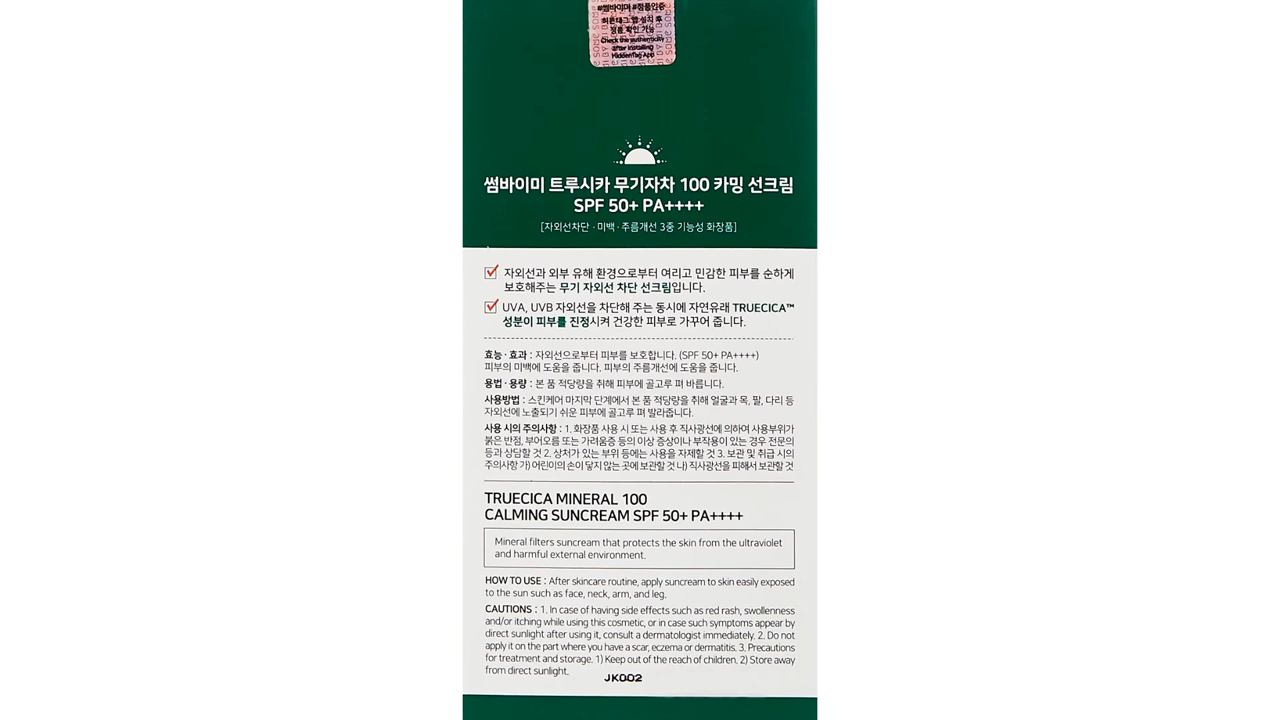 #썸바이미 #정품인증
히든태그 앱 설치 후
정품 확인 가능
Check the authenticity
after installing
HiddenTag App
썸바이미 트루시카 무기자차 100 카밍 선크림
SPF 50+ PA++++
[자외선차단 · 미백 · 주름개선 3중 기능성 화장품]
자외선과 외부 유해 환경으로부터 여리고 민감한 피부를 순하게
보호해주는 무기 자외선 차단 선크림입니다.
UVA, UVB 자외선을 차단해 주는 동시에 자연유래 TRUECICA™
성분이 피부를 진정시켜 건강한 피부로 가꾸어 줍니다.
효능 · 효과 : 자외선으로부터 피부를 보호합니다. (SPF 50+ PA++++)
피부의 미백에 도움을 줍니다. 피부의 주름개선에 도움을 줍니다.
용법 · 용량 : 본 품 적당량을 취해 피부에 골고루 펴 바릅니다.
사용방법 : 스킨케어 마지막 단계에서 본 품 적당량을 취해 얼굴과 목, 팔, 다리 등
자외선에 노출되기 쉬운 피부에 골고루 펴 발라줍니다.
사용 시의 주의사항 : 1. 화장품 사용 시 또는 사용 후 직사광선에 의하여 사용부위가
붉은 반점, 부어오름 또는 가려움증 등의 이상 증상이나 부작용이 있는 경우 전문의
등과 상담할 것 2. 상처가 있는 부위 등에는 사용을 자제할 것 3. 보관 및 취급 시의
주의사항 가) 어린이의 손이 닿지 않는 곳에 보관할 것 나) 직사광선을 피해서 보관할 것
TRUECICA MINERAL 100
CALMING SUNCREAM SPF 50+ PA++++
Mineral filters suncream that protects the skin from the ultraviolet
and harmful external environment.
HOW TO USE : After skincare routine, apply suncream to skin easily exposed
to the sun such as face, neck, arm, and leg.
CAUTIONS : 1. In case of having side effects such as red rash, swollenness
and/or itching while using this cosmetic, or in case such symptoms appear by
direct sunlight after using it, consult a dermatologist immediately. 2. Do not
apply it on the part where you have a scar, eczema or dermatitis. 3. Precautions
for treatment and storage. 1) Keep out of the reach of children. 2) Store away
from direct sunlight.
JK002